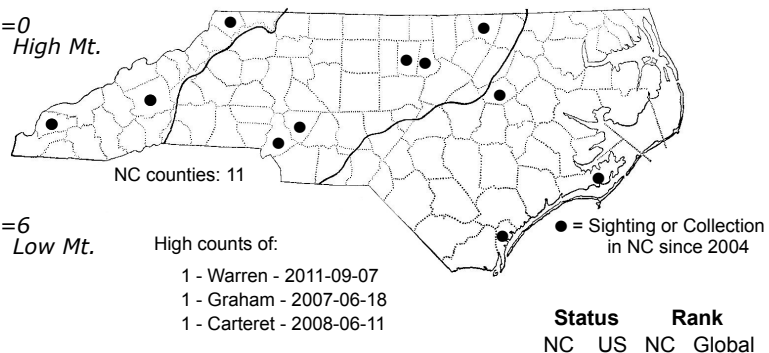 =0
High Mt.
NC counties: 11
=6
Low Mt.
High counts of:
1 - Warren - 2011-09-07
1 - Graham - 2007-06-18
1 - Carteret - 2008-06-11
● = Sighting or Collection
in NC since 2004
Status Rank
NC US NC Global